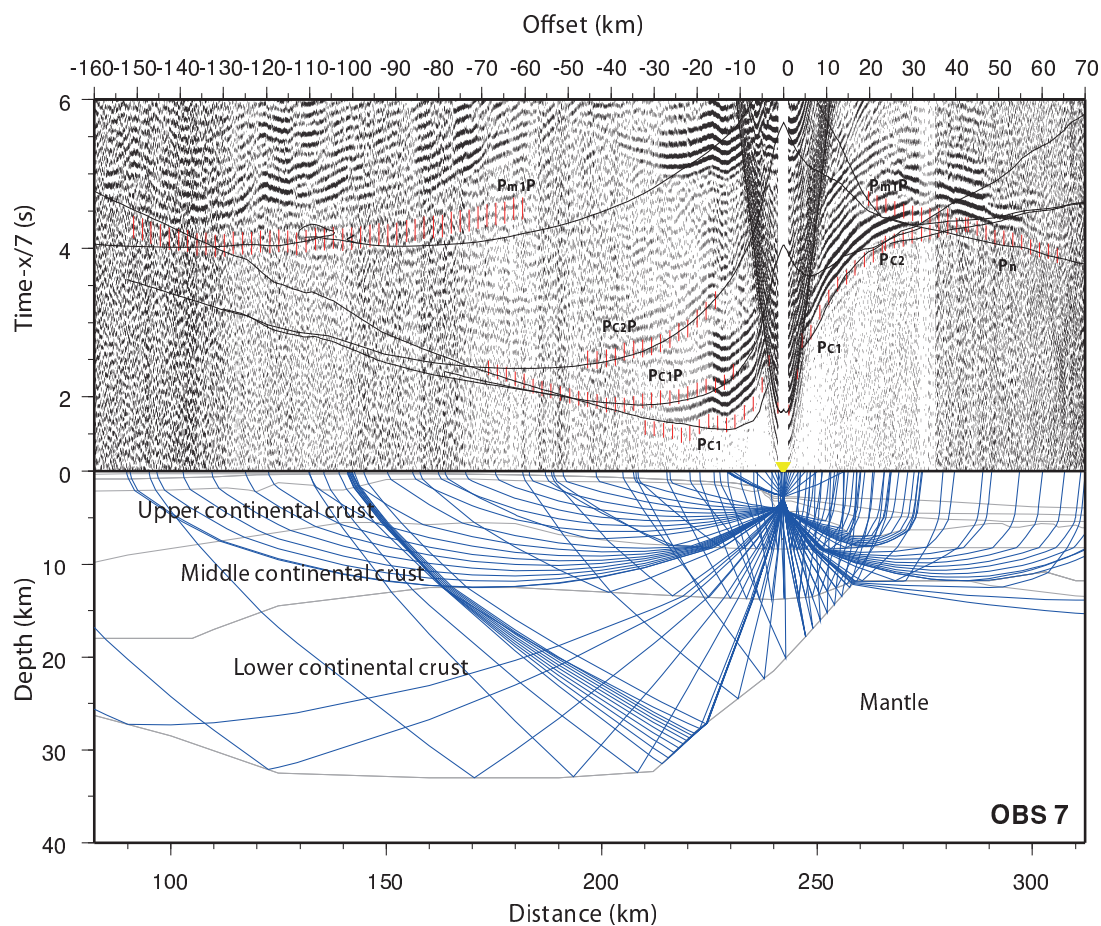 Offset (km)
-160 -150 -140 -130 -120 -110 -100 -90 -80 -70 -60 -50 -40 -30 -20 -10 0 10 20 30 40 50 60 70
6
Pm1P
Pm1P
Time-x/7 (s)
4
Pc2
Pn
Pc2P
Pc1
Pc1P
2
Pc1
0
Upper continental crust
10
Middle continental crust
Depth (km)
20
Lower continental crust
Mantle
30
OBS 7
40
100 150 200 250 300
Distance (km)